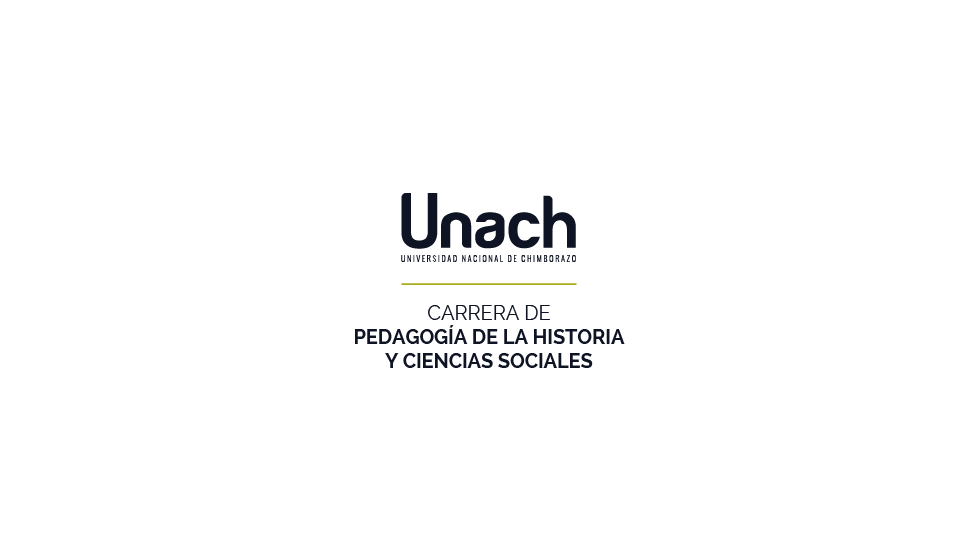 Unach
UNIVERSIDAD NACIONAL DE CHIMBORAZO
CARRERA DE
PEDAGOGÍA DE LA HISTORIA
Y CIENCIAS SOCIALES